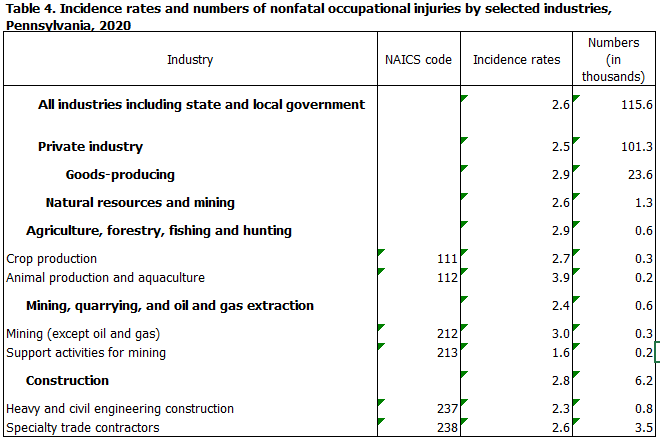 Table 4. Incidence rates and numbers of nonfatal occupational injuries by selected industries,
Pennsylvania, 2020
Industry NAICS code Incidence rates Numbers (in thousands)
All industries including state and local government 2.6 115.6
Private industry 2.5 101.3
Goods-producing 2.9 23.6
Natural resources and mining 2.6 1.3
Agriculture, forestry, fishing and hunting 2.9 0.6
Crop production 111 2.7 0.3
Animal production and aquaculture 112 3.9 0.2
Mining, quarrying, and oil and gas extraction 2.4 0.6
Mining (except oil and gas) 212 3.0 0.3
Support activities for mining 213 1.6 0.2
Construction 2.8 6.2
Heavy and civil engineering construction 237 2.3 0.8
Specialty trade contractors 238 2.6 3.5